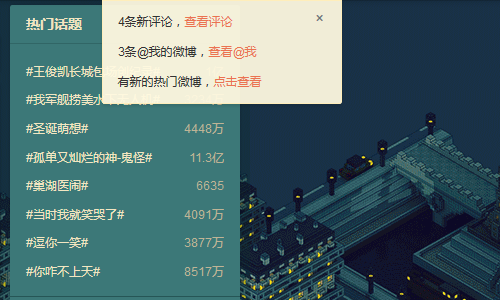 热门话题
4条新评论，查看评论
×
3条@我的微博，查看@我
有新的热门微博，点击查看
#王俊凯长城
#我军舰捞美水
#圣诞萌想# 4448万
#孤单又灿烂的神-鬼怪# 11.3亿
#巢湖医闹# 6635
#当时我就笑哭了# 4091万
#逗你一笑# 3877万
#你咋不上天# 8517万